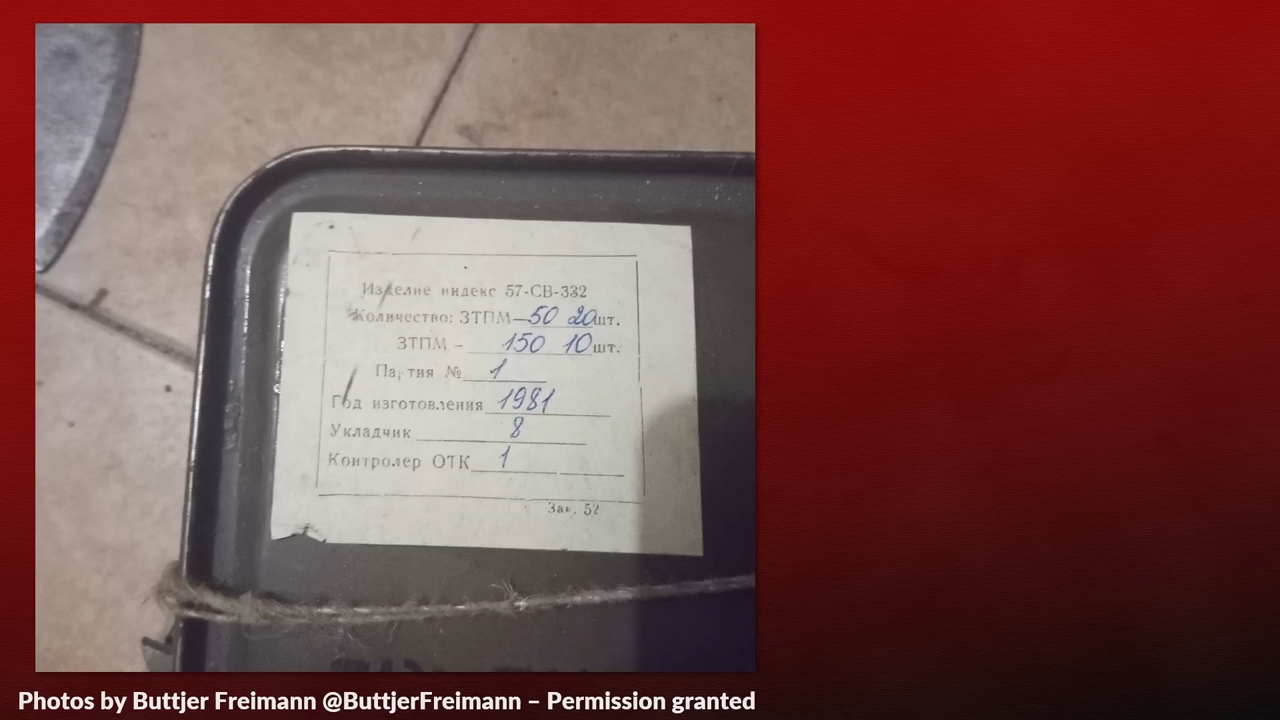 Изделие индекс 57-СВ-332
Количество: ЗТПМ—50 20шт.
ЗТПМ – 150 10шт.
Партия № 1
Год изготовления 1981
Укладчик 8
Контролер ОТК 1
Зак. 52
Photos by Buttjer Freimann @ButtjerFreimann – Permission granted